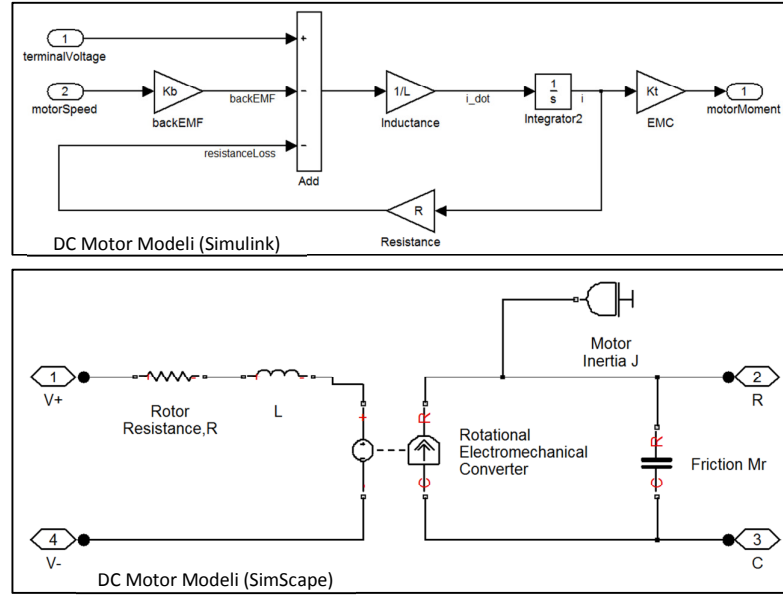 1
terminalVoltage
2
motorSpeed
Kb
backEMF
backEMF
resistanceLoss
+
−
−
Add
1/L
Inductance
i_dot
1
s
Integrator2
i
Kt
EMC
1
motorMoment
R
Resistance
DC Motor Modeli (Simulink)
Motor
Inertia J
1
V+
Rotor
Resistance,R
L
+
-
R
C
Rotational
Electromechanical
Converter
R
C
Friction Mr
2
R
4
V-
3
C
DC Motor Modeli (SimScape)